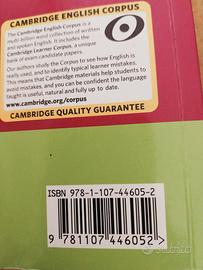 CAMBRIDGE ENGLISH CORPUS
The Cambridge English Corpus is a
multi-billion word collection of written
and spoken English. It includes the
Cambridge Learner Corpus, a unique
bank of exam candidate papers.
Our authors study the Corpus to see how English is
really used, and to identify typical learner mistakes.
This means that Cambridge materials help students to
avoid mistakes, and you can be confident the language
taught is useful, natural and fully up to date.
www.cambridge.org/corpus
CAMBRIDGE QUALITY GUARANTEE
ISBN 978-1-107-44605-2
9 781107 446052 >
subito